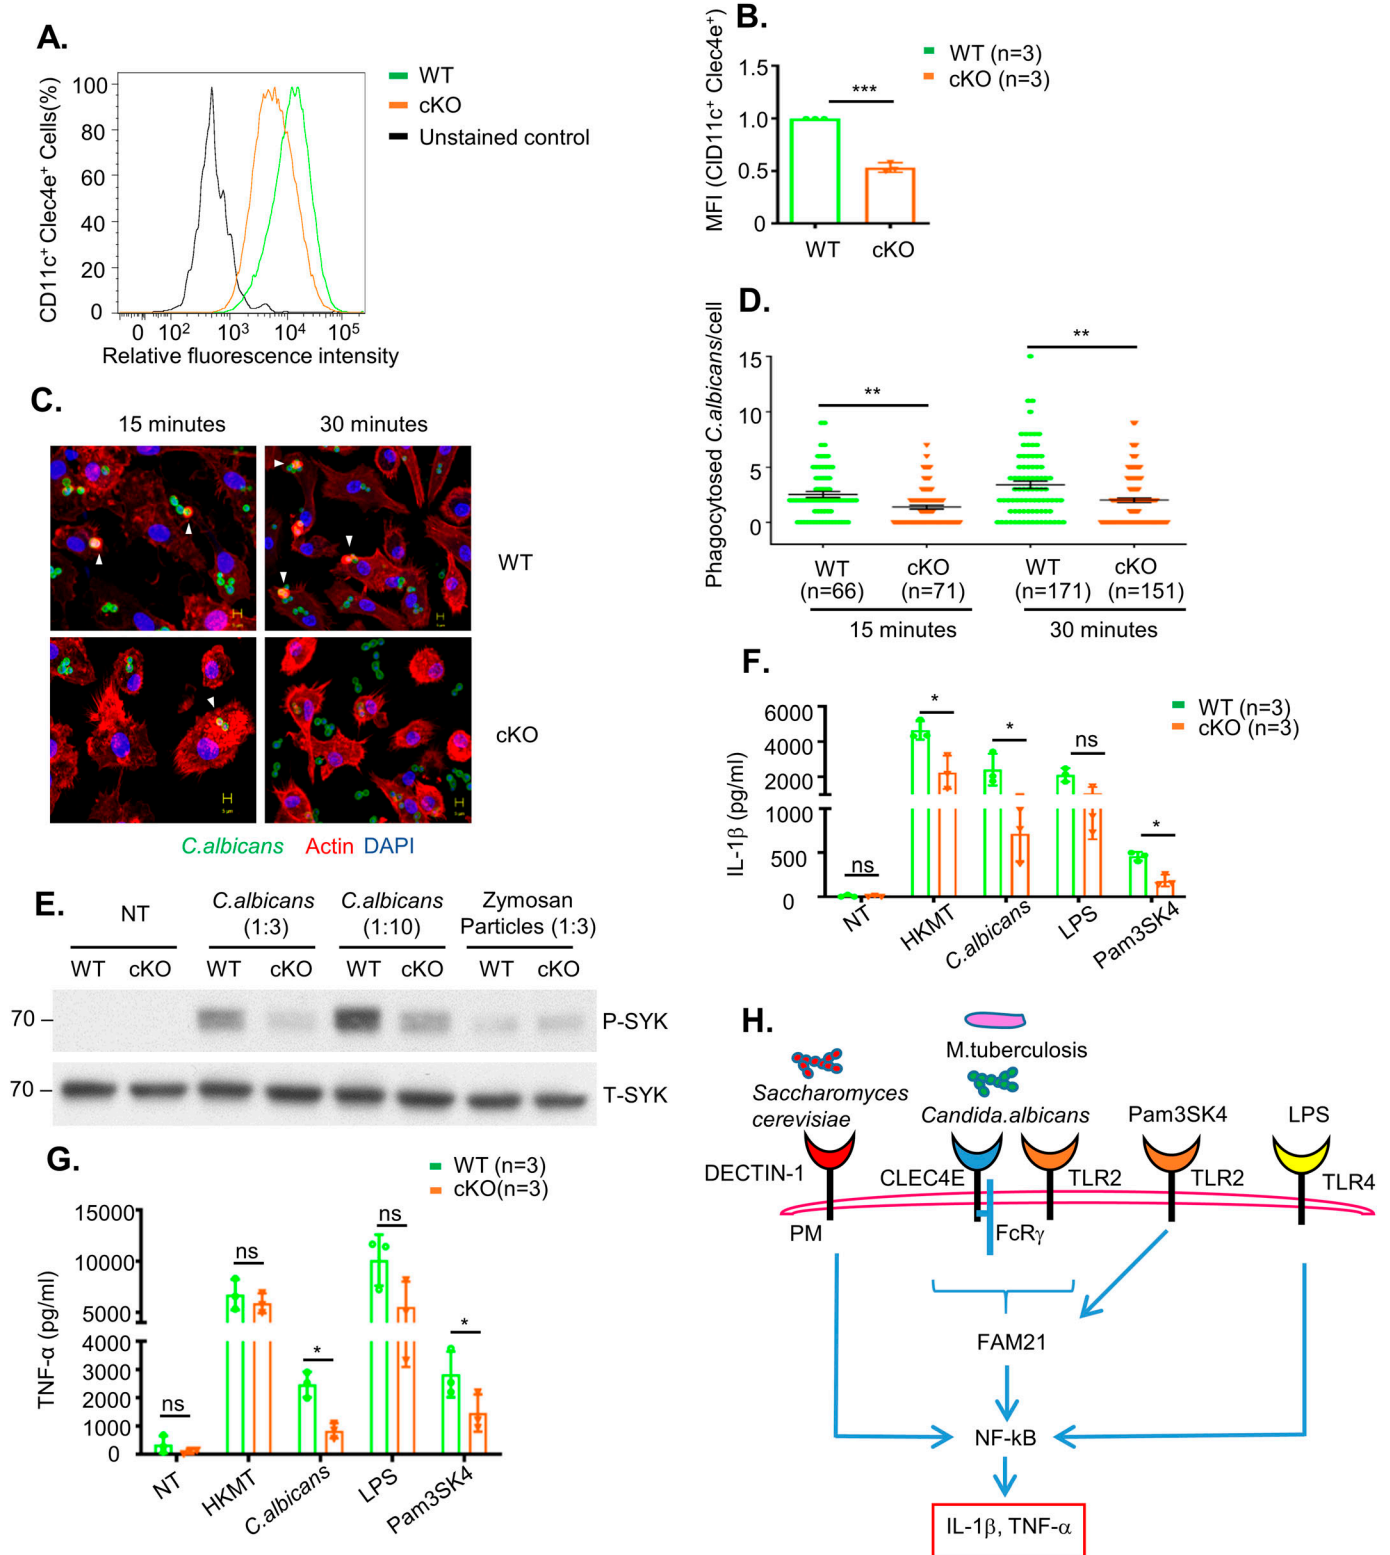 A.
WT
cKO
Unstained control
CD11c+ Clec4e+ Cells(%)
100
80
60
40
20
0
0 10² 10³ 10⁴ 10⁵
Relative fluorescence intensity
B.
WT (n=3)
cKO (n=3)
MFI (ClD11c+ Clec4e+)
1.5
1.0
0.5
0
***
WT cKO
C.
15 minutes 30 minutes
WT
cKO
5 µm
C.albicans Actin DAPI
D.
Phagocytosed C.albicans/cell
15
10
5
0
** **
WT cKO WT cKO
(n=66) (n=71) (n=171) (n=151)
15 minutes 30 minutes
E.
NT C.albicans (1:3) C.albicans (1:10) Zymosan Particles (1:3)
WT cKO WT cKO WT cKO WT cKO
70 P-SYK
70 T-SYK
F.
WT (n=3)
cKO (n=3)
IL-1β (pg/ml)
6000
4000
2000
1000
500
0
ns * * ns *
NT HKMT C.albicans LPS Pam3SK4
G.
WT (n=3)
cKO(n=3)
TNF-α (pg/ml)
15000
10000
5000
4000
3000
2000
1000
0
ns ns * ns *
NT HKMT C.albicans LPS Pam3SK4
H.
M.tuberculosis
Saccharomyces
cerevisiae
Candida.albicans
Pam3SK4
LPS
DECTIN-1
CLEC4E
TLR2
TLR2
TLR4
PM
FcRγ
FAM21
NF-kB
IL-1β, TNF-α